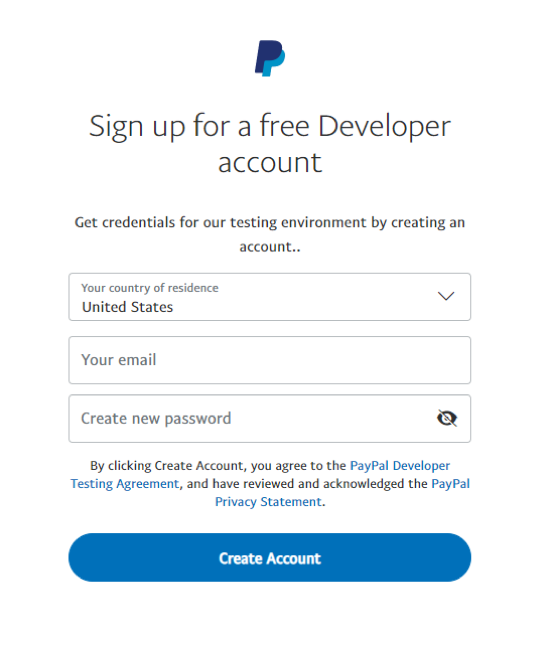 Sign up for a free Developer
account
Get credentials for our testing environment by creating an
account..
Your country of residence
United States
Your email
Create new password
By clicking Create Account, you agree to the PayPal Developer
Testing Agreement, and have reviewed and acknowledged the PayPal
Privacy Statement.
Create Account